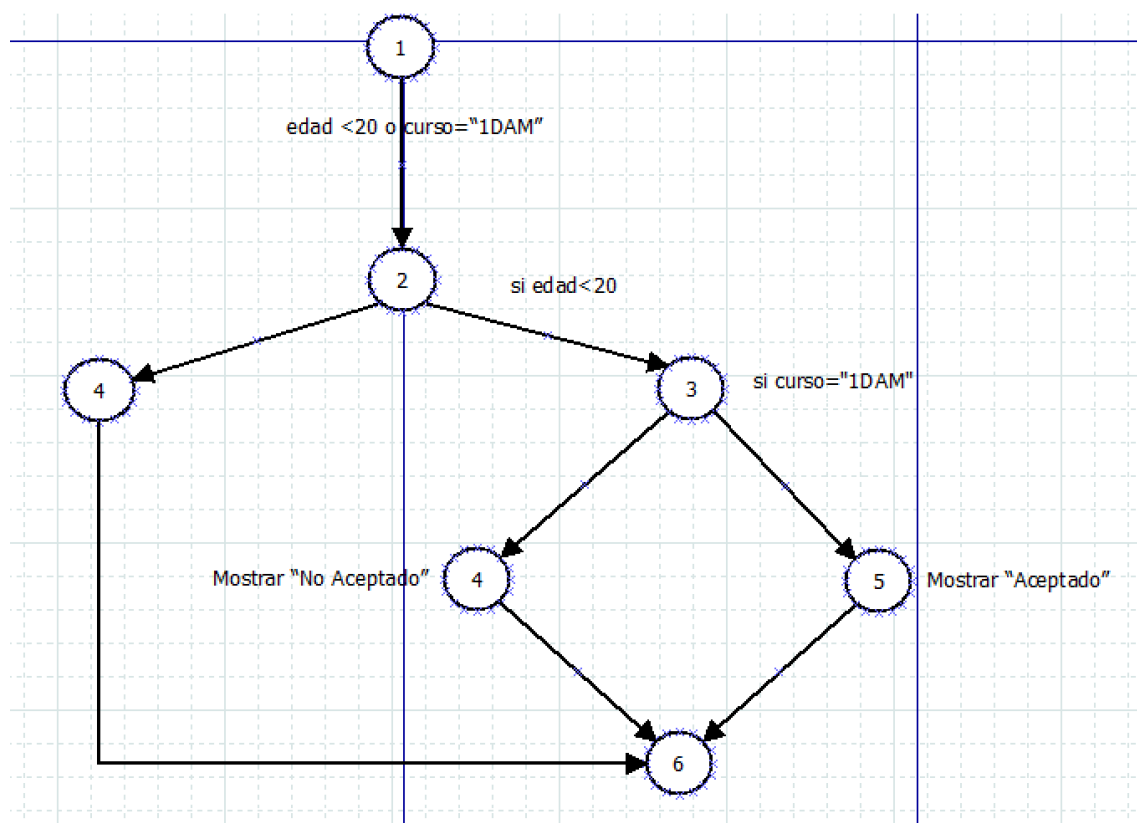 1
edad <20 o curso=“1DAM”
2
si edad<20
4
3
si curso="1DAM"
Mostrar “No Aceptado”
4
5
Mostrar “Aceptado”
6